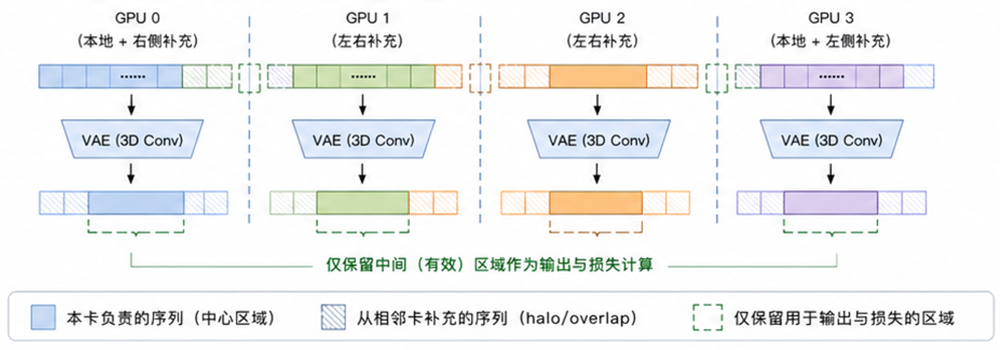 GPU 0
(本地 + 右侧补充)
GPU 1
(左右补充)
GPU 2
(左右补充)
GPU 3
(本地 + 左侧补充)
······
······
······
VAE (3D Conv)
VAE (3D Conv)
VAE (3D Conv)
VAE (3D Conv)
仅保留中间（有效）区域作为输出与损失计算
本卡负责的序列（中心区域）
从相邻卡补充的序列（halo/overlap）
仅保留用于输出与损失的区域